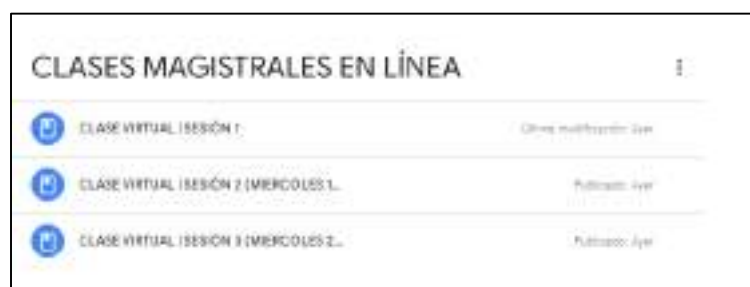 CLASES MAGISTRALES EN LÍNEA
CLASE VIRTUAL | SESIÓN 1
Última modificación: Ayer
CLASE VIRTUAL | SESIÓN 2 (MIERCOLES 1...
Publicado: Ayer
CLASE VIRTUAL | SESIÓN 3 (MIERCOLES 2...
Publicado: Ayer